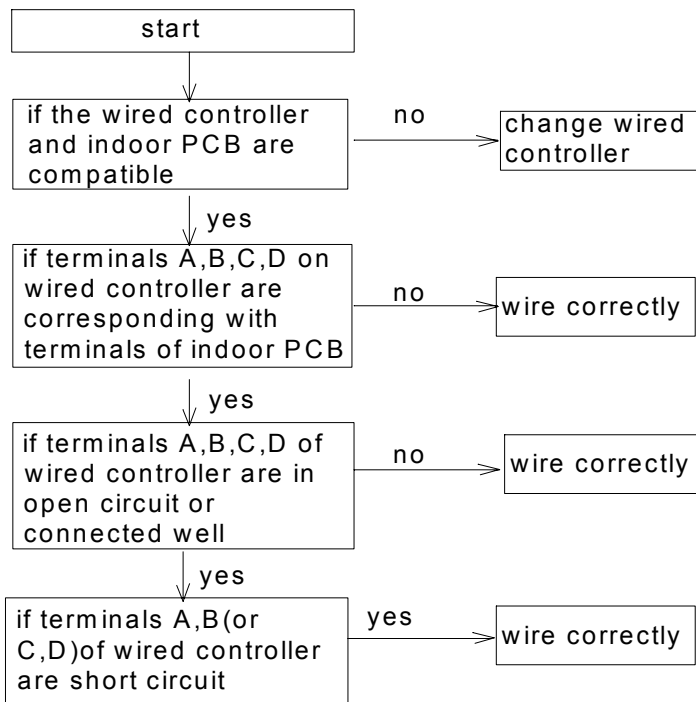 start
if the wired controller
and indoor PCB are
compatible
no
change wired
controller
yes
if terminals A,B,C,D on
wired controller are
corresponding with
terminals of indoor PCB
no
wire correctly
yes
if terminals A,B,C,D of
wired controller are in
open circuit or
connected well
no
wire correctly
yes
if terminals A,B(or
C,D)of wired controller
are short circuit
yes
wire correctly